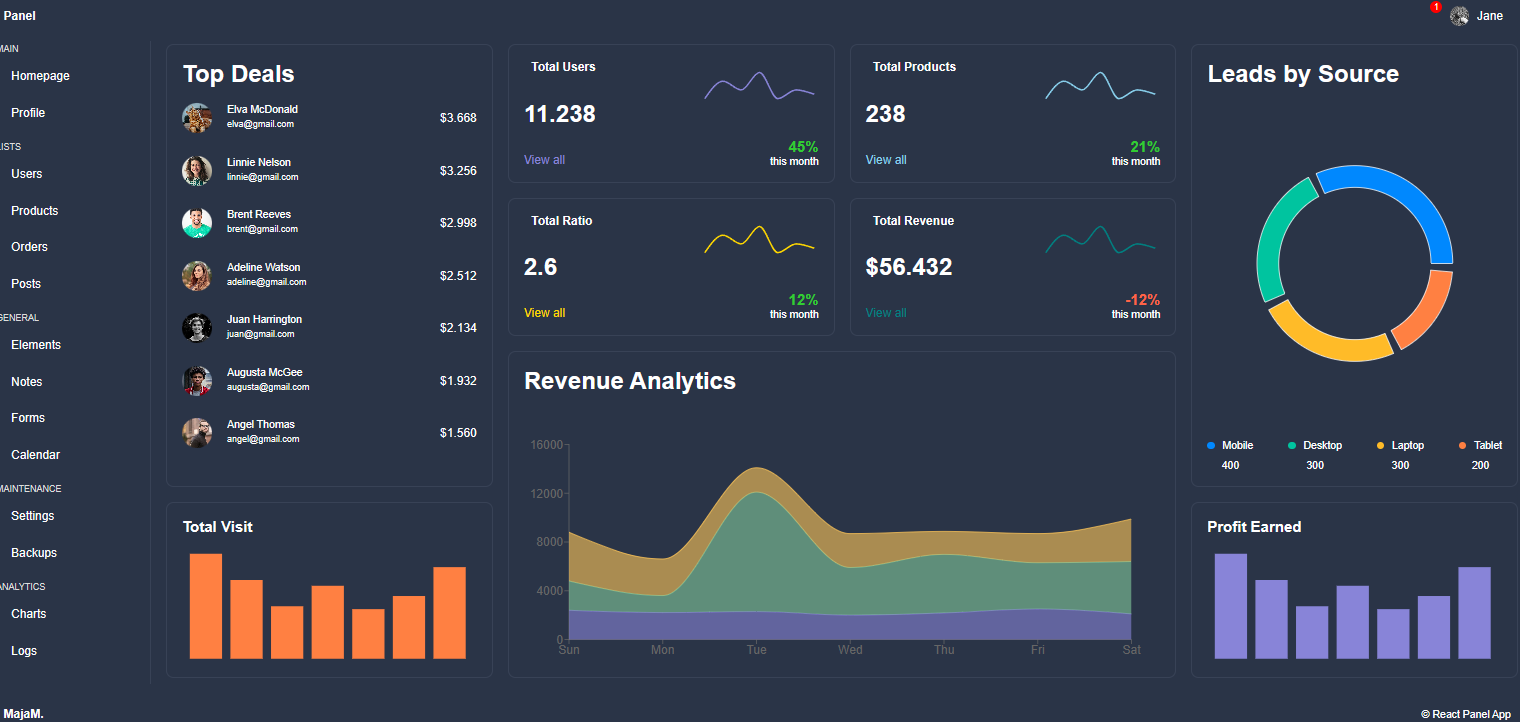 Panel
1
Jane
MAIN
Homepage
Profile
LISTS
Users
Products
Orders
Posts
GENERAL
Elements
Notes
Forms
Calendar
MAINTENANCE
Settings
Backups
ANALYTICS
Charts
Logs
Top Deals
Elva McDonald
elva@gmail.com
$3.668
Linnie Nelson
linnie@gmail.com
$3.256
Brent Reeves
brent@gmail.com
$2.998
Adeline Watson
adeline@gmail.com
$2.512
Juan Harrington
juan@gmail.com
$2.134
Augusta McGee
augusta@gmail.com
$1.932
Angel Thomas
angel@gmail.com
$1.560
Total Users
11.238
View all
45%
this month
Total Products
238
View all
21%
this month
Total Ratio
2.6
View all
12%
this month
Total Revenue
$56.432
View all
-12%
this month
Leads by Source
Mobile
400
Desktop
300
Laptop
300
Tablet
200
Total Visit
Revenue Analytics
16000
12000
8000
4000
0
Sun Mon Tue Wed Thu Fri Sat
Profit Earned
MajaM.
© React Panel App